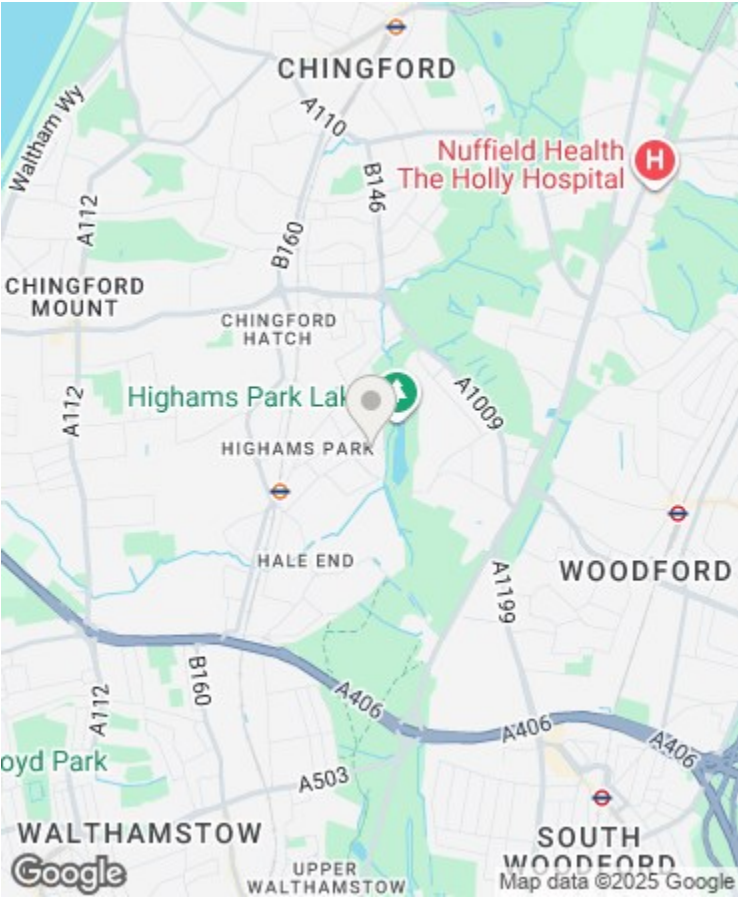 CHINGFORD
A110
Waltham Wy
Nuffield Health
The Holly Hospital
H
B146
A112
B160
CHINGFORD
MOUNT
CHINGFORD
HATCH
A112
Highams Park Lak
A1009
HIGHAMS PARK
HALE END
WOODFORD
A1199
B160
A112
A406
A406
A406
oyd Park
A503
WALTHAMSTOW
SOUTH
WOODFORD
UPPER
WALTHAMSTOW
Google
Map data ©2025 Google